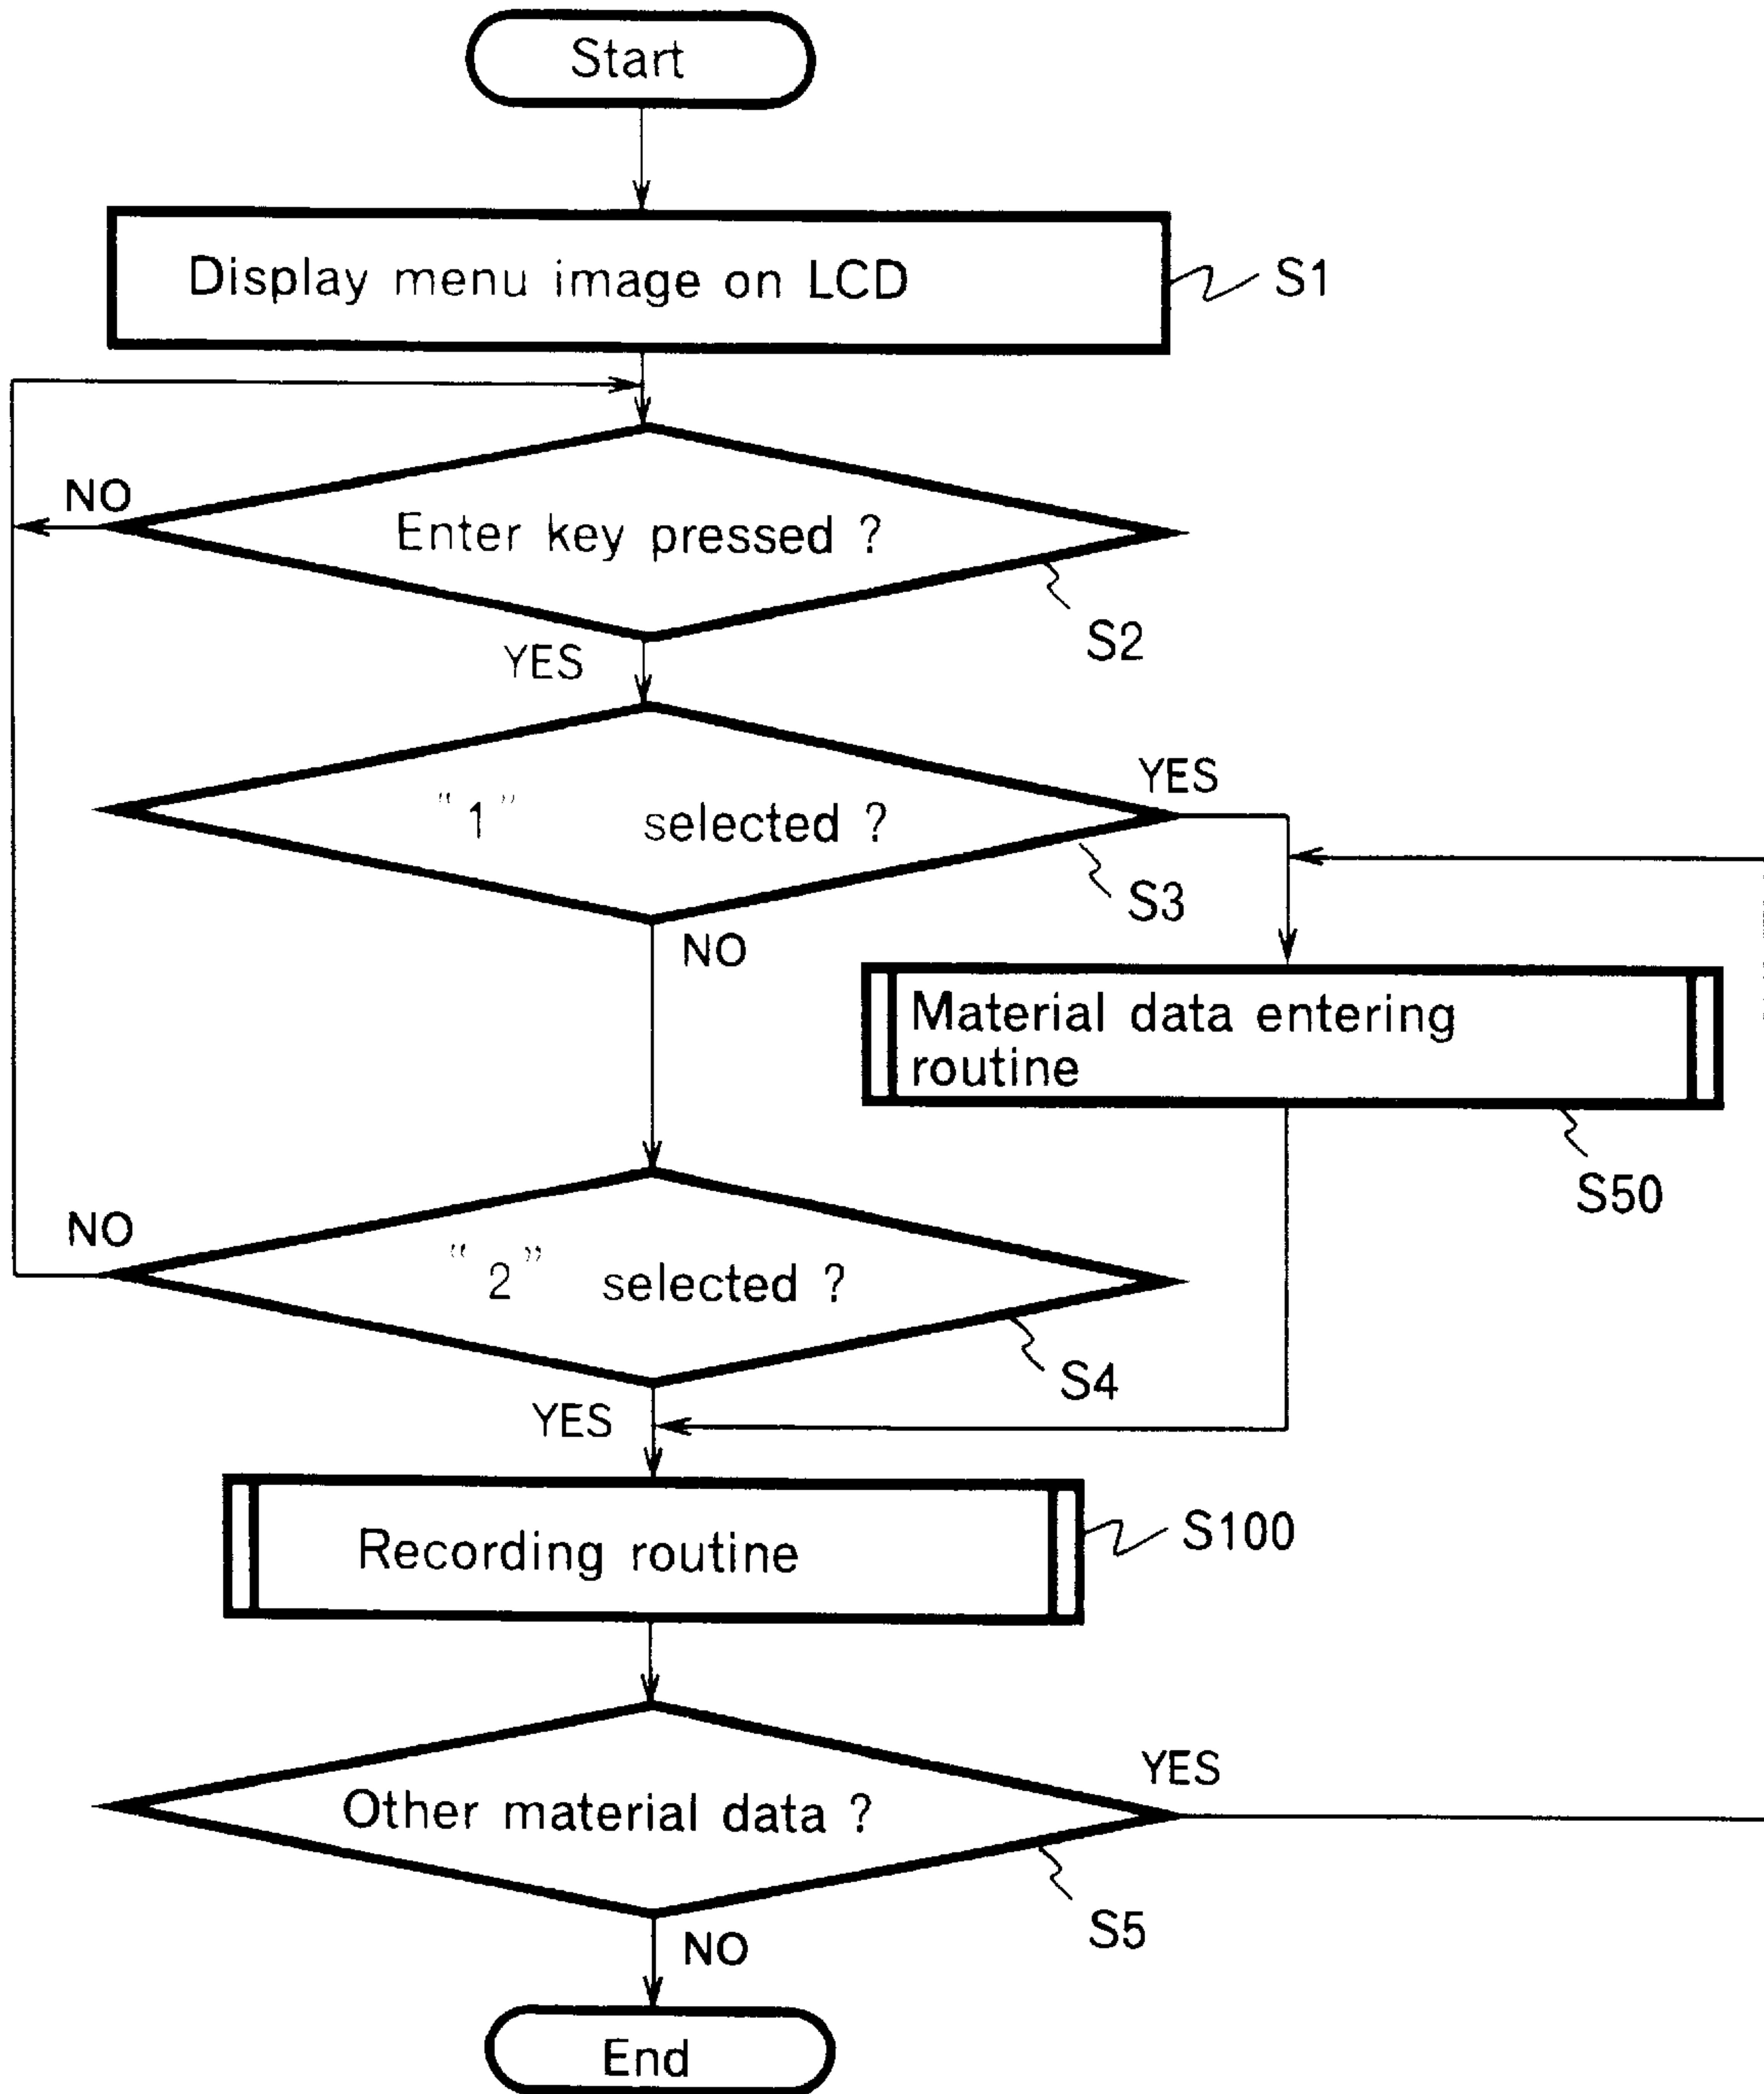 Start
Display menu image on LCD
S1
NO
Enter key pressed ?
S2
YES
"1" selected ?
YES
S3
NO
Material data entering
routine
S50
NO
"2" selected ?
S4
YES
Recording routine
S100
Other material data ?
YES
S5
NO
End